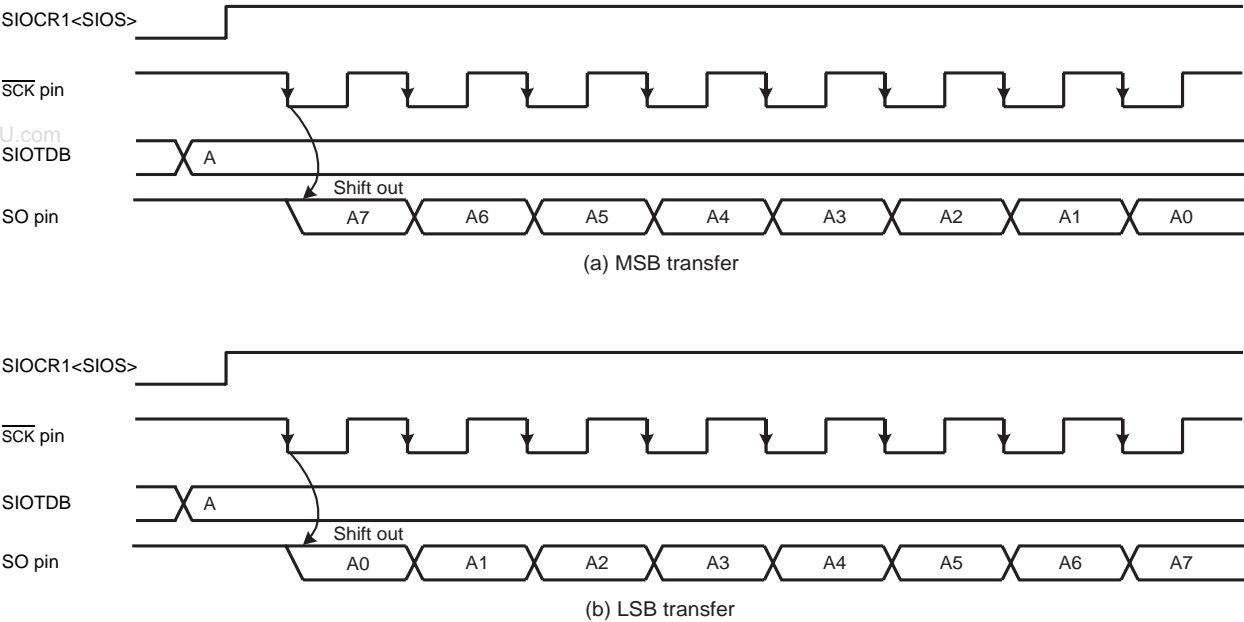 SIOCR1<SIOS>
SCK pin
U.com
SIOTDB
A
Shift out
SO pin
A7 A6 A5 A4 A3 A2 A1 A0
(a) MSB transfer
SIOCR1<SIOS>
SCK pin
SIOTDB
A
Shift out
SO pin
A0 A1 A2 A3 A4 A5 A6 A7
(b) LSB transfer